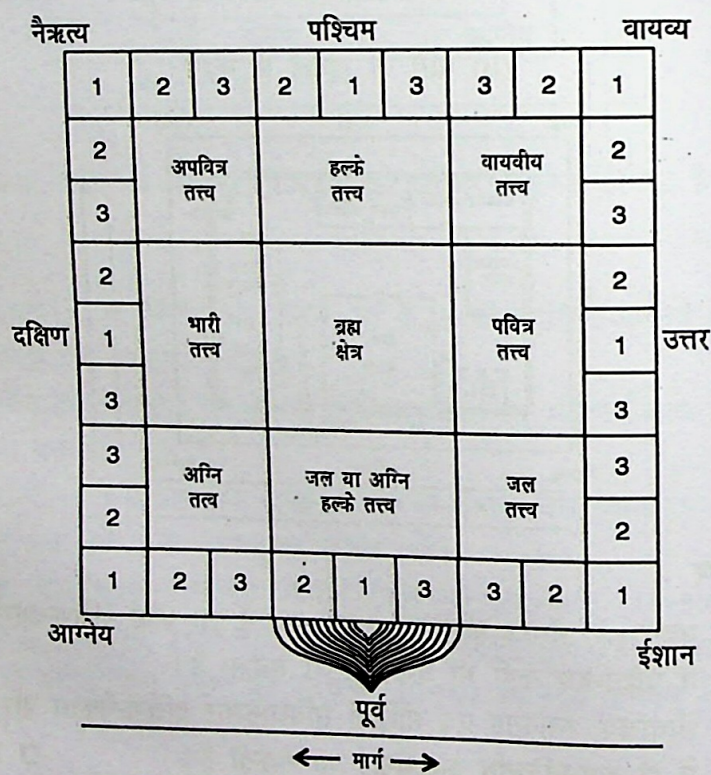 नैऋत्य पश्चिम वायव्य
1 2 3 2 1 3 3 2 1
2 अपवित्र हल्के वायवीय 2
तत्त्व तत्त्व तत्त्व
3 3
2 2
दक्षिण 1 भारी ब्रह्म पवित्र 1 उत्तर
तत्त्व क्षेत्र तत्त्व
3 3
3 3
अग्नि जल वा अग्नि जल
तत्व हल्के तत्त्व तत्त्व
2 2
1 2 3 2 1 3 3 2 1
आग्नेय ईशान
पूर्व
मार्ग